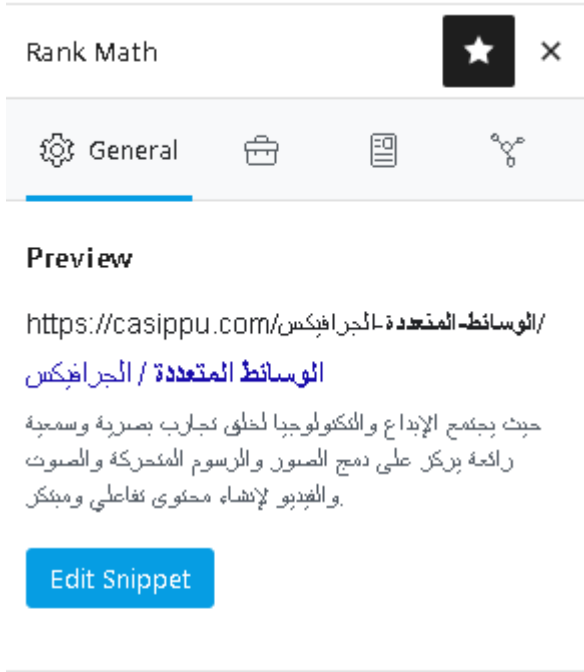 Rank Math
General
Preview
https://casippu.com/الوسائط-المتعددة-الجرافيكس/
الوسائط المتعددة / الجرافيكس
حيث يجتمع الإبداع والتكنولوجيا لخلق تجارب بصرية وسمعية
رائعة يركز على دمج الصور والرسوم المتحركة والصوت
والفيديو لإنشاء محتوى تفاعلي ومبتكر.
Edit Snippet